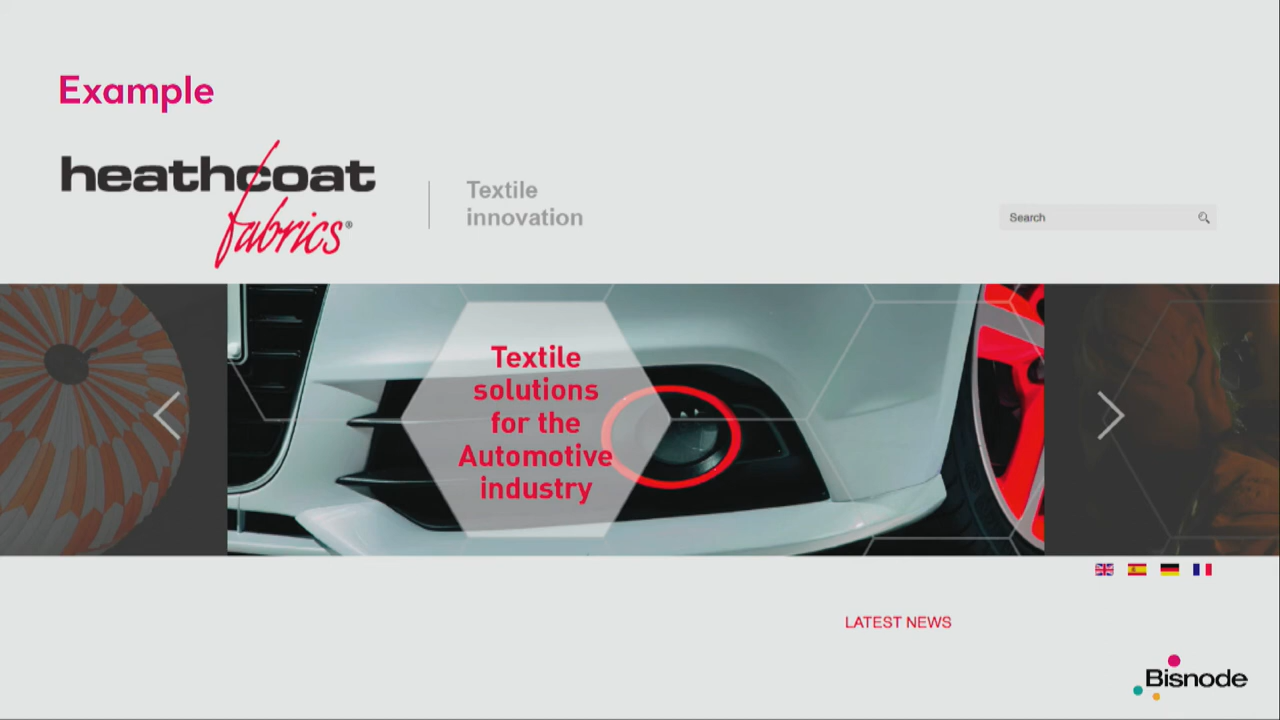 Example
heathcoat
fabrics®
Textile
innovation
Search
Textile
solutions
for the
Automotive
industry
LATEST NEWS
Bisnode